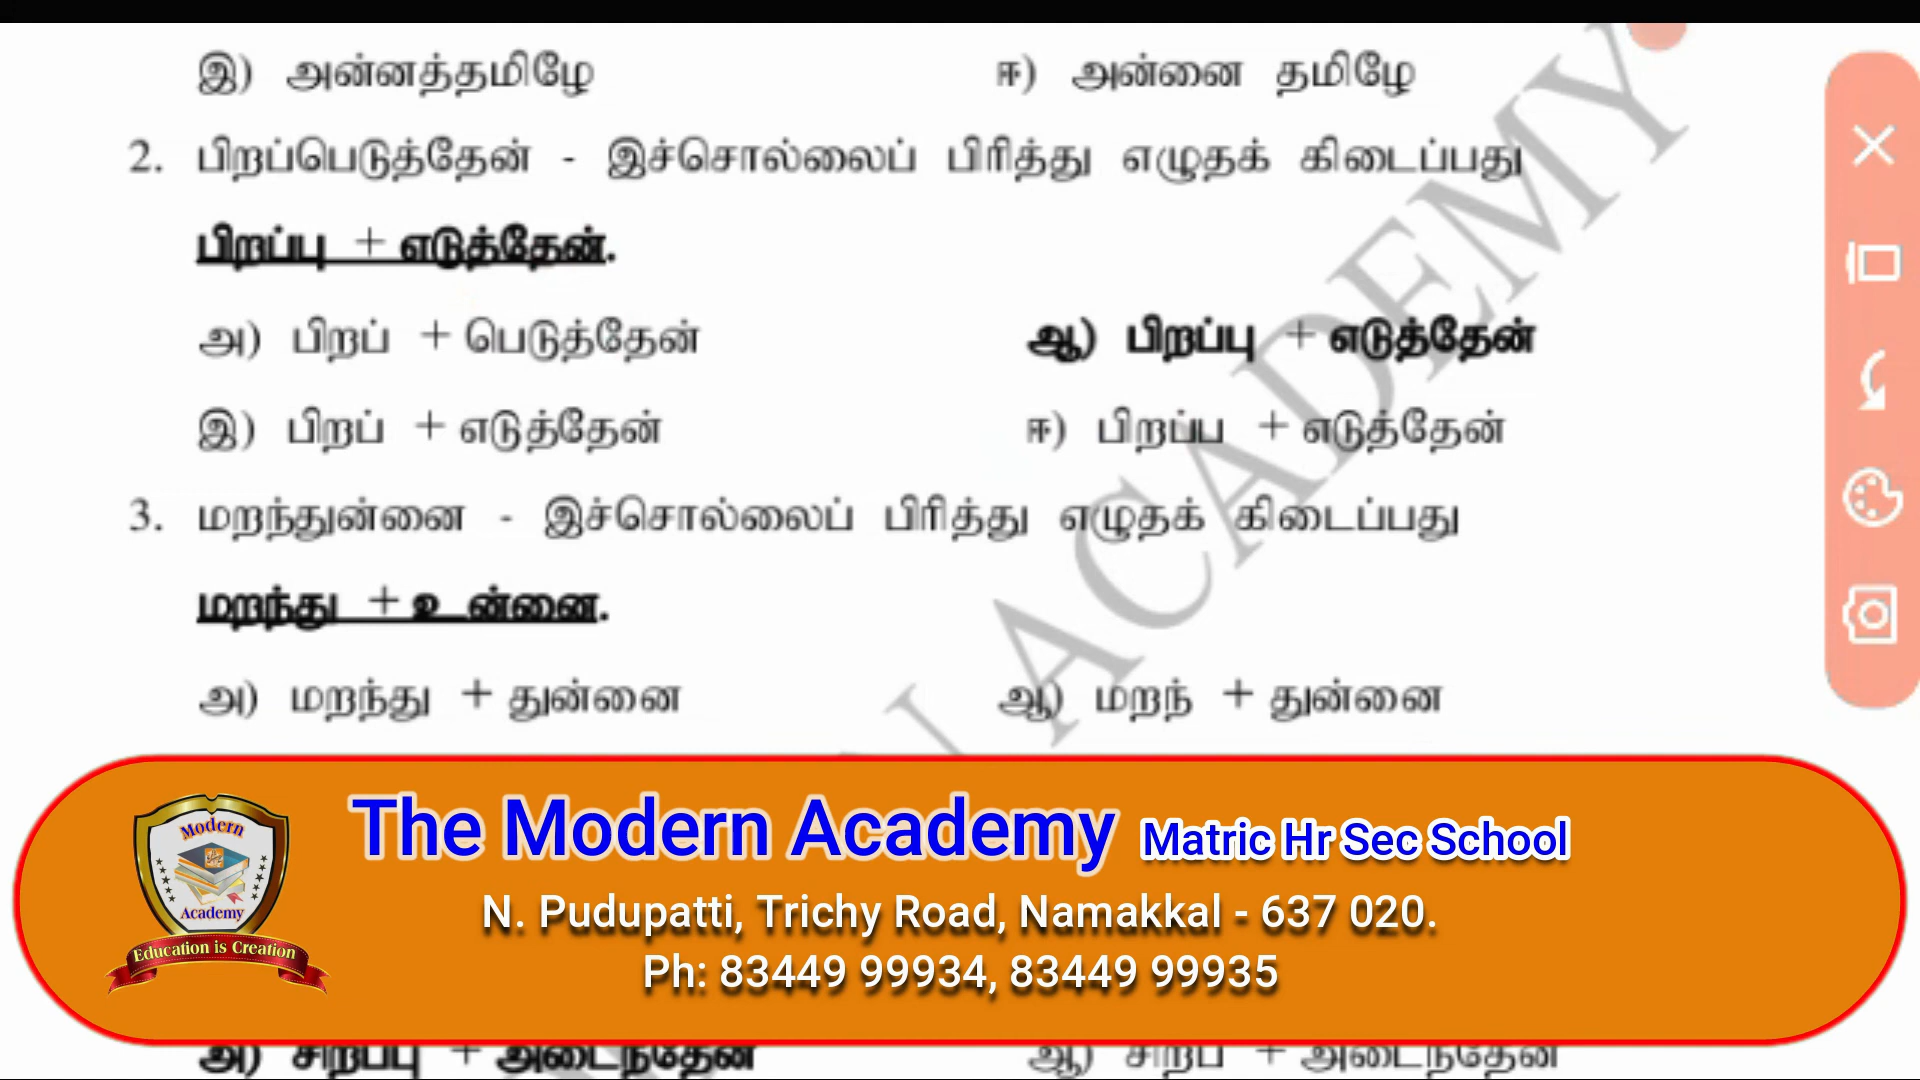 இ) அன்னத்தமிழே ஈ) அன்னை தமிழே
2. பிறப்பெடுத்தேன் - இச்சொல்லைப் பிரித்து எழுதக் கிடைப்பது
பிறப்பு + எடுத்தேன்.
அ) பிறப் + பெடுத்தேன் ஆ) பிறப்பு + எடுத்தேன்
இ) பிறப் + எடுத்தேன் ஈ) பிறப்ப + எடுத்தேன்
3. மறந்துன்னை - இச்சொல்லைப் பிரித்து எழுதக் கிடைப்பது
மறந்து + உன்னை.
அ) மறந்து + துன்னை ஆ) மறந் + துன்னை
N ACADEMY
The Modern Academy Matric Hr Sec School
N. Pudupatti, Trichy Road, Namakkal - 637 020.
Ph: 83449 99934, 83449 99935
Modern
Academy
Education is Creation
அ) சிறப்பு + அடைந்தேன் ஆ) சிறப் + அடைந்தேன்